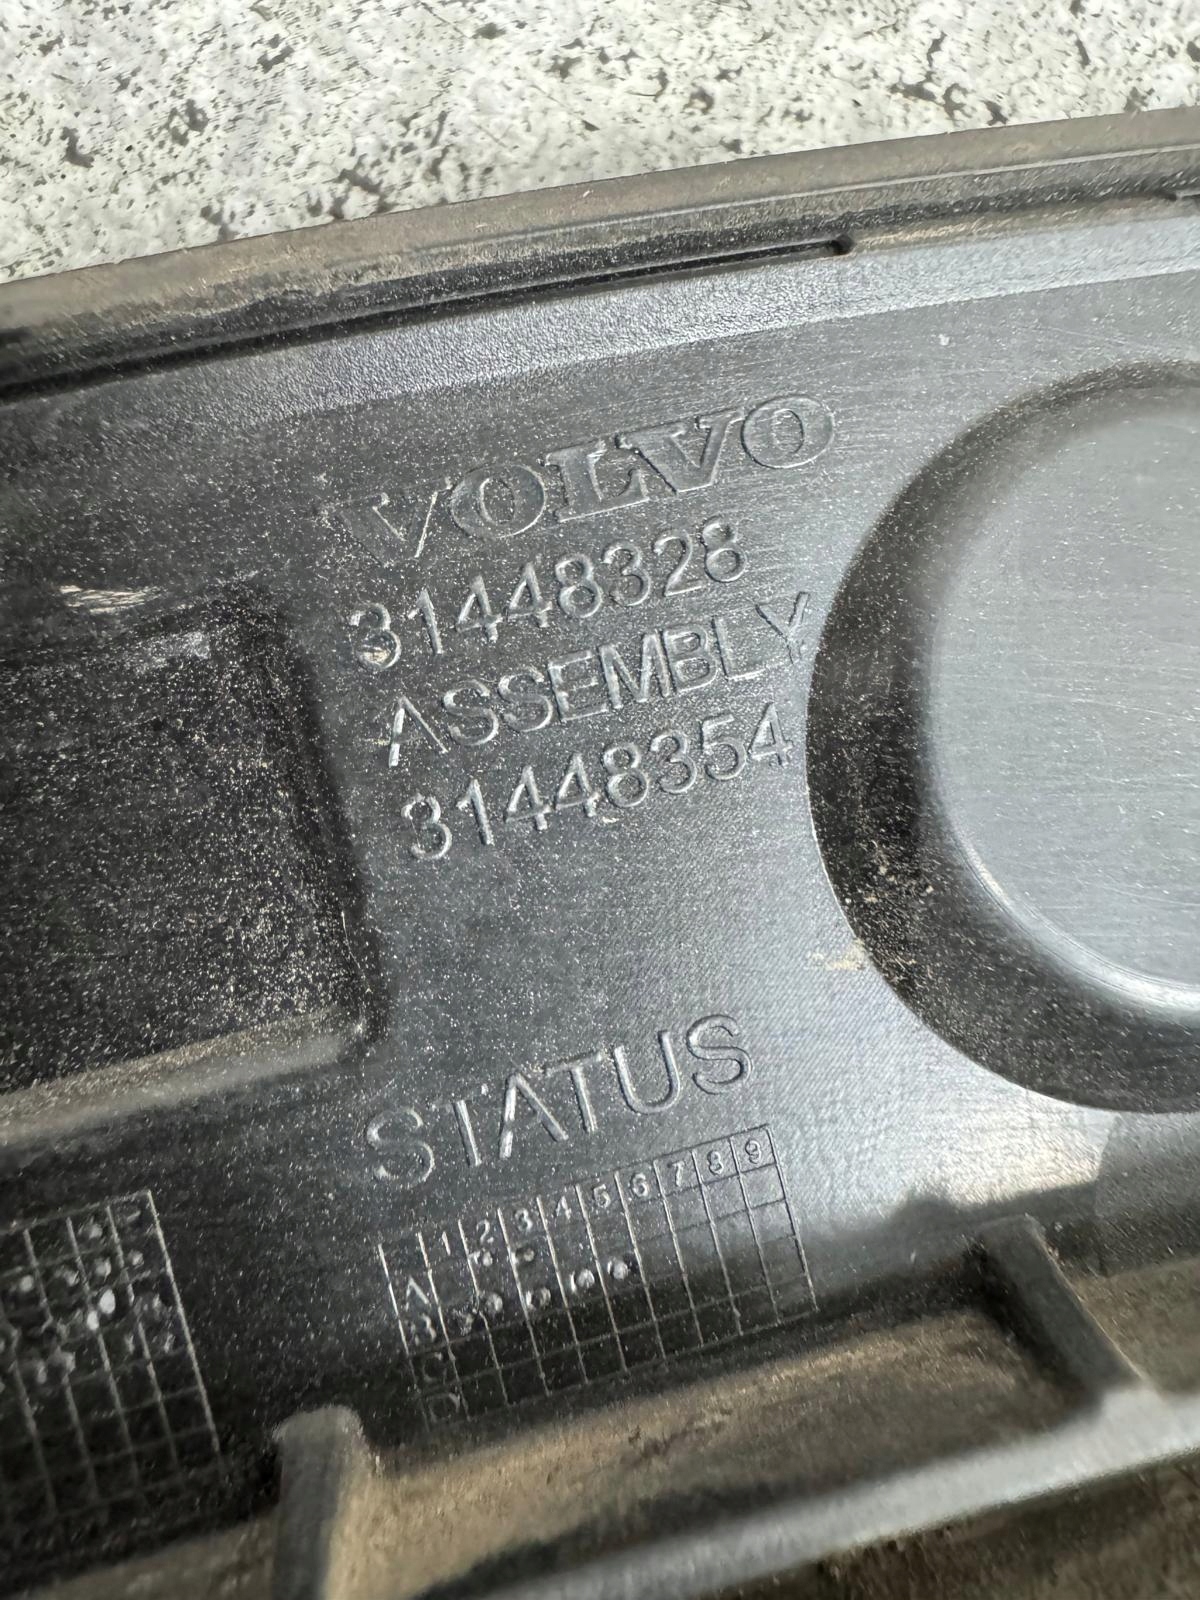 VOLVO
31448328
ASSEMBLY
31448354
STATUS
1 2 3 4 5 6 7 8 9
A
B
C
D